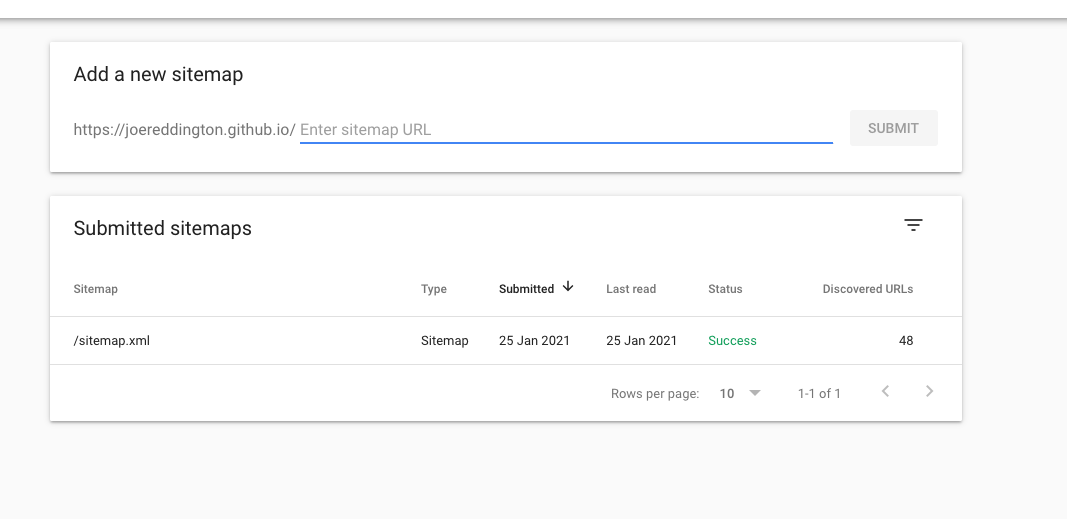 Add a new sitemap
https://joereddington.github.io/ Enter sitemap URL SUBMIT
Submitted sitemaps
Sitemap Type Submitted Last read Status Discovered URLs
/sitemap.xml Sitemap 25 Jan 2021 25 Jan 2021 Success 48
Rows per page: 10 1-1 of 1